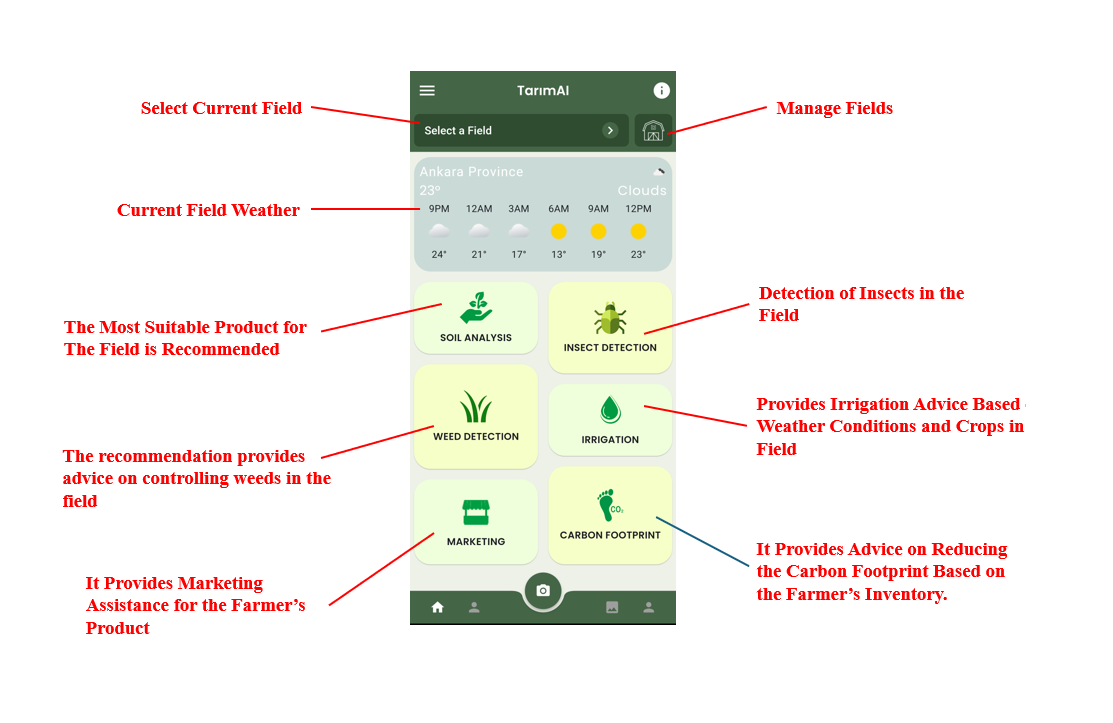 TarımAI
Select Current Field
Manage Fields
Select a Field
Ankara Province
23°
Clouds
Current Field Weather
9PM 12AM 3AM 6AM 9AM 12PM
24° 21° 17° 13° 19° 23°
The Most Suitable Product for
The Field is Recommended
SOIL ANALYSIS
INSECT DETECTION
Detection of Insects in the
Field
WEED DETECTION
The recommendation provides
advice on controlling weeds in the
field
IRRIGATION
Provides Irrigation Advice Based
Weather Conditions and Crops in
Field
MARKETING
It Provides Marketing
Assistance for the Farmer’s
Product
CO₂
CARBON FOOTPRINT
It Provides Advice on Reducing
the Carbon Footprint Based on
the Farmer’s Inventory.